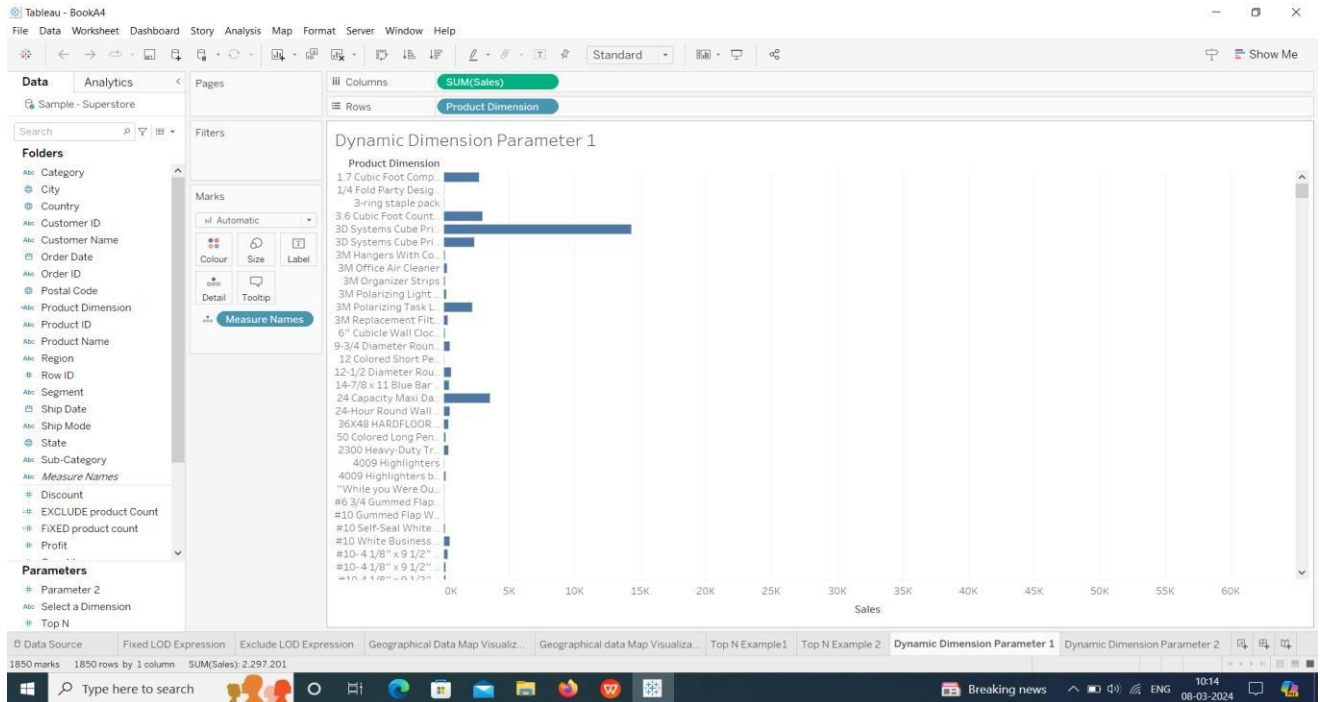 Tableau - BookA4
File Data Worksheet Dashboard Story Analysis Map Format Server Window Help
Standard
Show Me
Data Analytics
Sample - Superstore
Search
Folders
Abc Category
City
Country
Abc Customer ID
Abc Customer Name
Order Date
Abc Order ID
Postal Code
=Abc Product Dimension
Abc Product ID
Abc Product Name
Abc Region
# Row ID
Abc Segment
Ship Date
Abc Ship Mode
State
Abc Sub-Category
Abc Measure Names
# Discount
=# EXCLUDE product Count
=# FiXED product count
# Profit
Parameters
# Parameter 2
Abc Select a Dimension
# Top N
Pages
Filters
Marks
Automatic
Colour Size Label
Detail Tooltip
Measure Names
iii Columns SUM(Sales)
Rows Product Dimension
Dynamic Dimension Parameter 1
Product Dimension
1.7 Cubic Foot Comp..
1/4 Fold Party Desig..
3-ring staple pack
3.6 Cubic Foot Count..
3D Systems Cube Pri..
3D Systems Cube Pri..
3M Hangers With Co..
3M Office Air Cleaner
3M Organizer Strips
3M Polarizing Light ..
3M Polarizing Task L..
3M Replacement Filt..
6" Cubicle Wall Cloc..
9-3/4 Diameter Roun..
12 Colored Short Pe..
12-1/2 Diameter Rou..
14-7/8 x 11 Blue Bar ..
24 Capacity Maxi Da..
24-Hour Round Wall ..
36X48 HARDFLOOR ..
50 Colored Long Pen..
2300 Heavy-Duty Tr..
4009 Highlighters
4009 Highlighters b..
"While you Were Ou..
#6 3/4 Gummed Flap..
#10 Gummed Flap W..
#10 Self-Seal White ..
#10 White Business..
#10- 4 1/8" x 9 1/2" ..
#10- 4 1/8" x 9 1/2" ..
0K 5K 10K 15K 20K 25K 30K 35K 40K 45K 50K 55K 60K
Sales
Data Source Fixed LOD Expression Exclude LOD Expression Geographical Data Map Visualiz... Geographical data Map Visualiza... Top N Example1 Top N Example 2 Dynamic Dimension Parameter 1 Dynamic Dimension Parameter 2
1850 marks 1850 rows by 1 column SUM(Sales): 2,297,201
Type here to search
Breaking news
ENG
10:14
08-03-2024